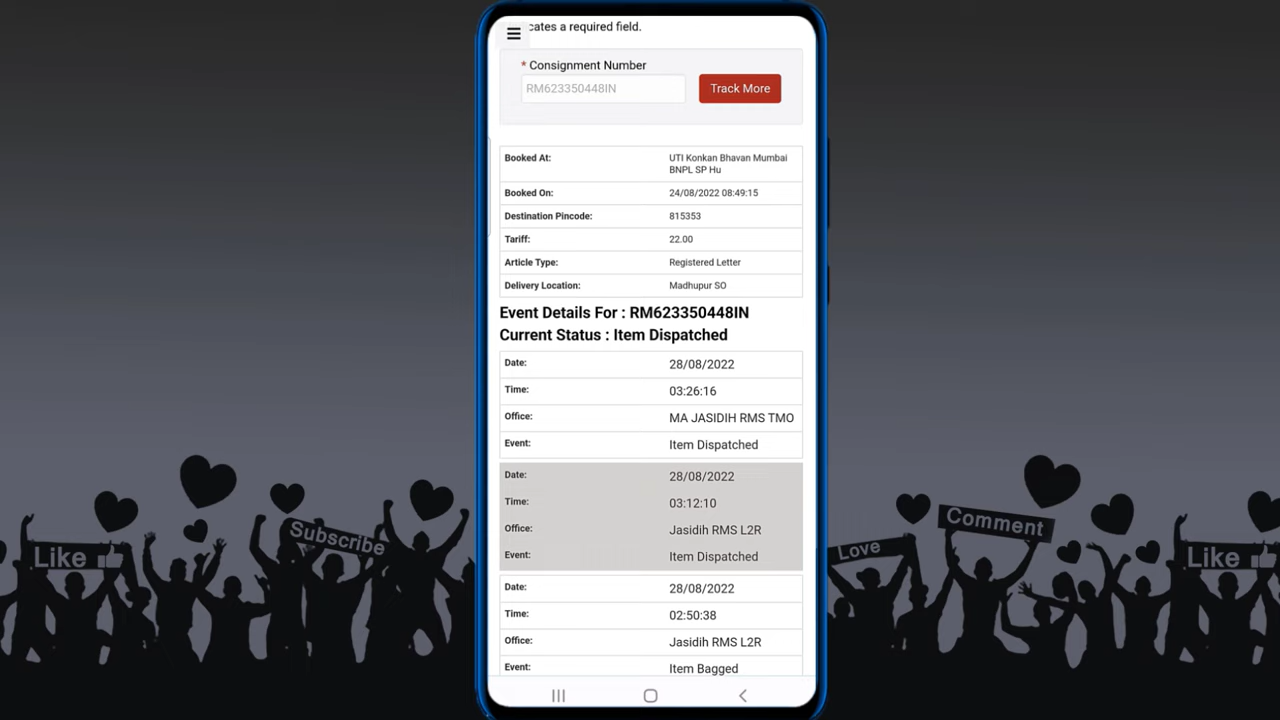 cates a required field.
* Consignment Number
RM623350448IN
Track More
Booked At: UTI Konkan Bhavan Mumbai
BNPL SP Hu
Booked On: 24/08/2022 08:49:15
Destination Pincode: 815353
Tariff: 22.00
Article Type: Registered Letter
Delivery Location: Madhupur SO
Event Details For : RM623350448IN
Current Status : Item Dispatched
Date: 28/08/2022
Time: 03:26:16
Office: MA JASIDIH RMS TMO
Event: Item Dispatched
Date: 28/08/2022
Time: 03:12:10
Office: Jasidih RMS L2R
Event: Item Dispatched
Date: 28/08/2022
Time: 02:50:38
Office: Jasidih RMS L2R
Event: Item Bagged
Like
Subscribe
Love
Comment
Like